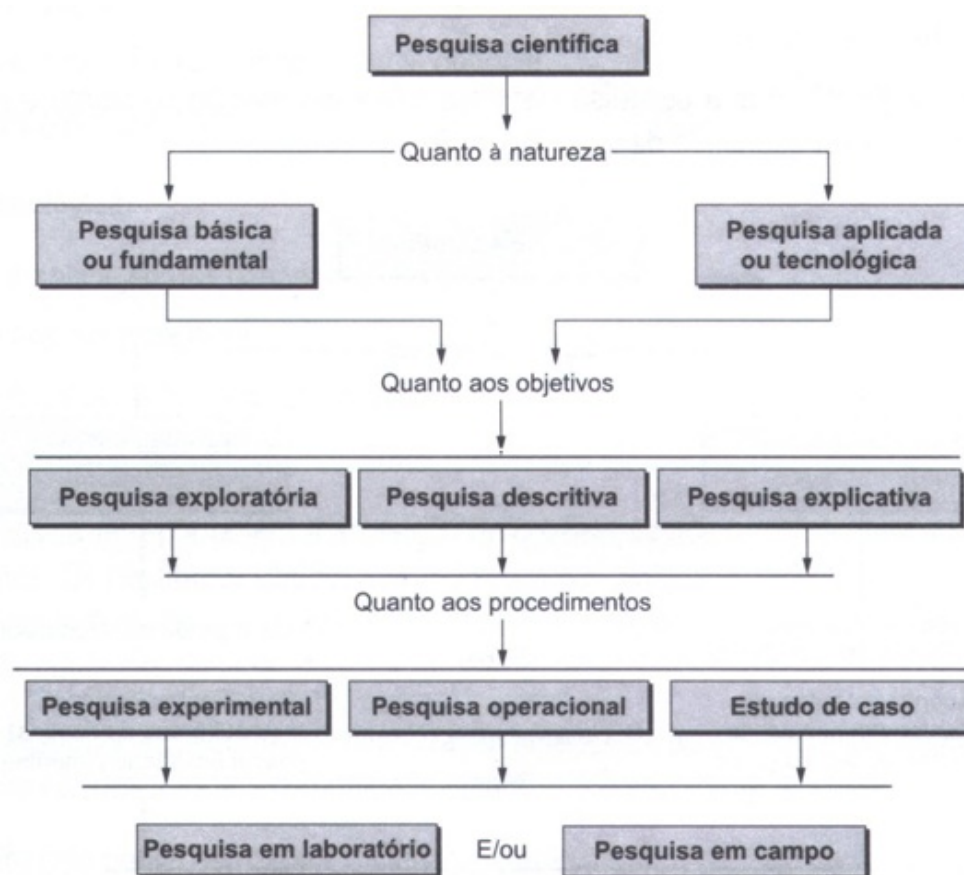 Pesquisa científica
Quanto à natureza
Pesquisa básica
ou fundamental
Pesquisa aplicada
ou tecnológica
Quanto aos objetivos
Pesquisa exploratória
Pesquisa descritiva
Pesquisa explicativa
Quanto aos procedimentos
Pesquisa experimental
Pesquisa operacional
Estudo de caso
Pesquisa em laboratório
E/ou
Pesquisa em campo